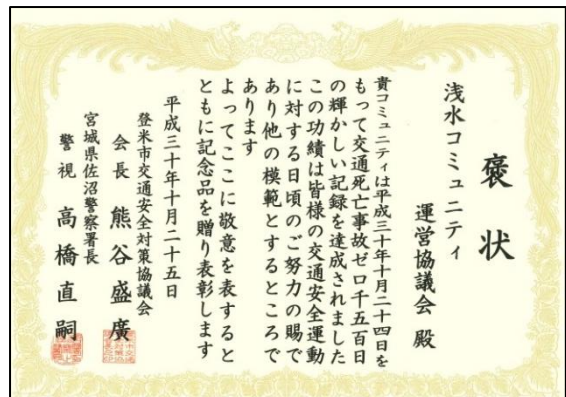 褒状
浅水コミュニティ
運営協議会 殿
貴コミュニティは平成三十年十月二十四日を
もって交通死亡事故ゼロ千五百日
の輝かしい記録を達成されました
この功績は皆様の交通安全運動
に対する日頃のご努力の賜で
あり他の模範とするところで
あります
よってここに敬意を表すると
ともに記念品を贈り表彰します
平成三十年十月二十五日
登米市交通安全対策協議会
会長 熊谷盛廣
宮城県佐沼警察署長
警視 高橋直嗣